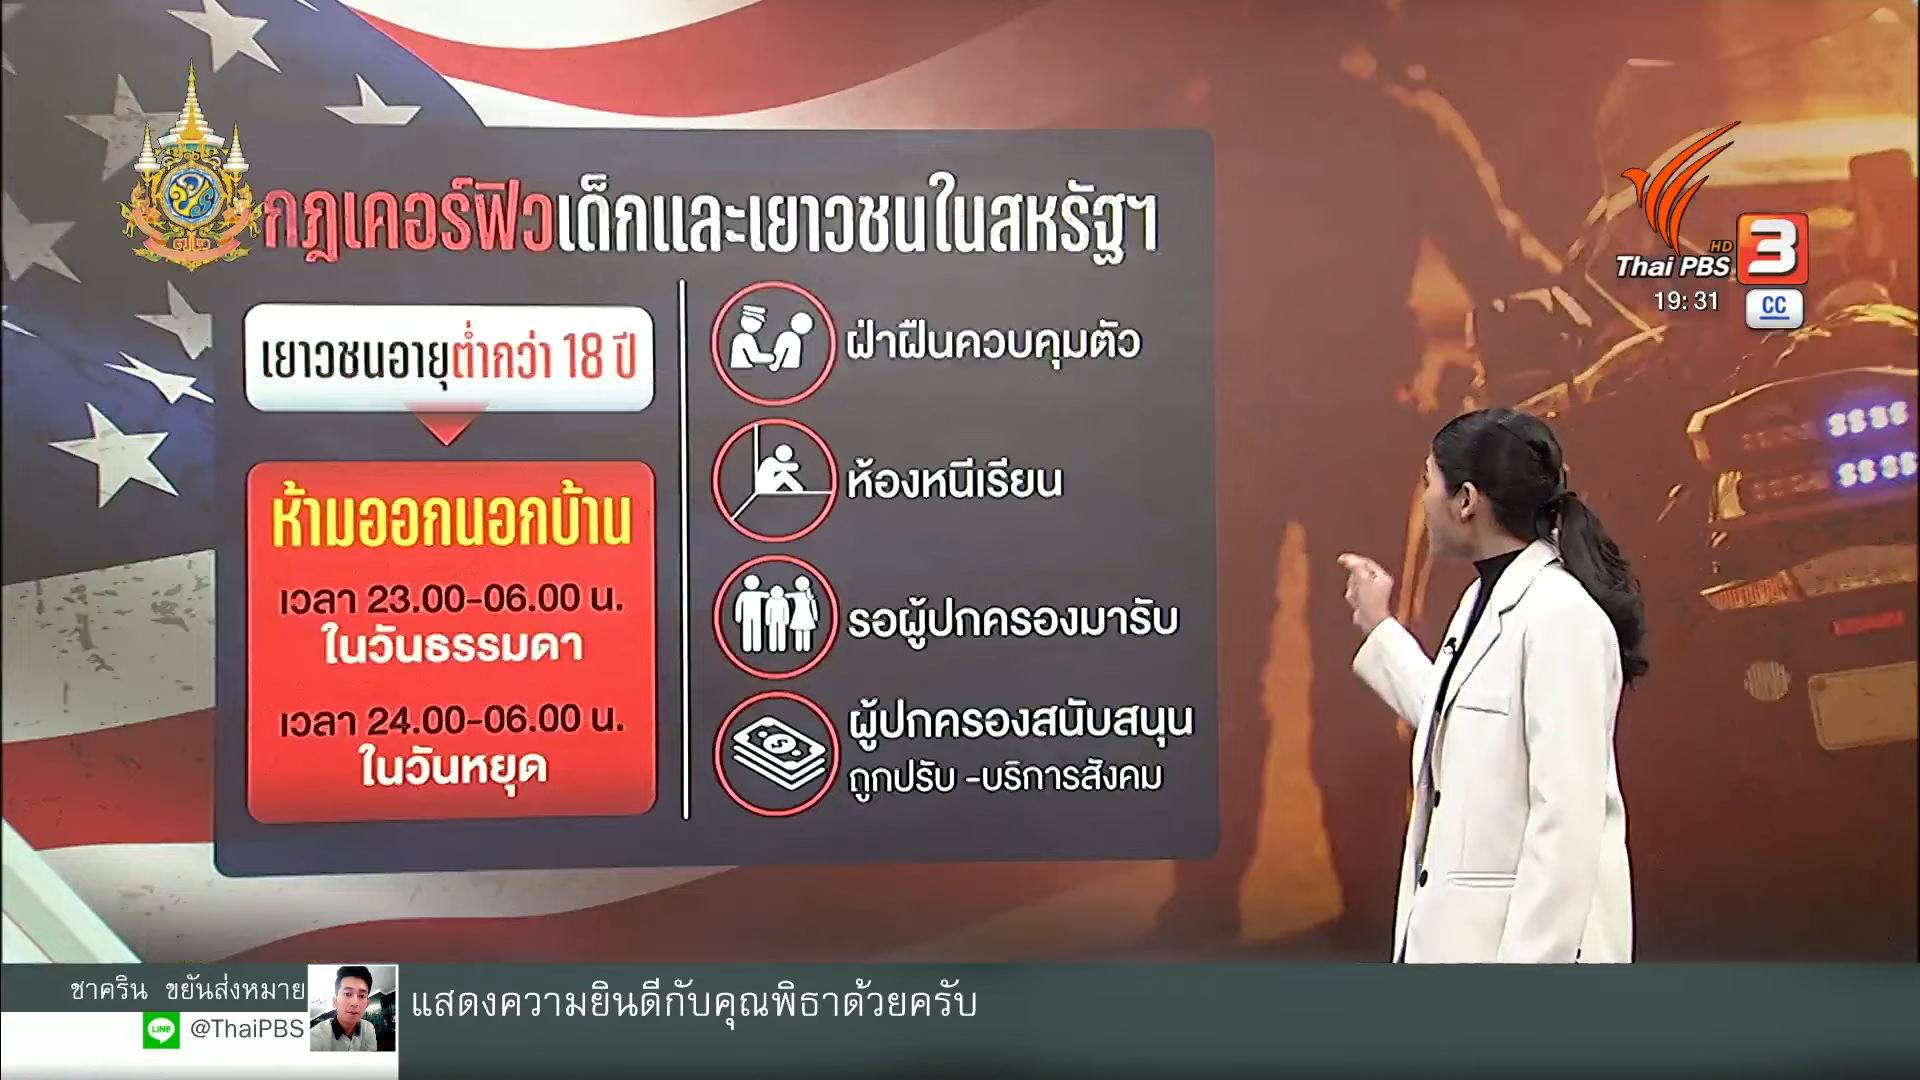 กฎเคอร์ฟิวเด็กและเยาวชนในสหรัฐฯ
เยาวชนอายุต่ำกว่า 18 ปี
ห้ามออกนอกบ้าน
เวลา 23.00-06.00 น.
ในวันธรรมดา
เวลา 24.00-06.00 น.
ในวันหยุด
ฝ่าฝืนควบคุมตัว
ห้องหนีเรียน
รอผู้ปกครองมารับ
ผู้ปกครองสนับสนุน
ถูกปรับ -บริการสังคม
HD
Thai PBS
3
19:31
CC
ชาคริน ขยันส่งหมาย
LINE
@ThaiPBS
แสดงความยินดีกับคุณพิธาด้วยครับ